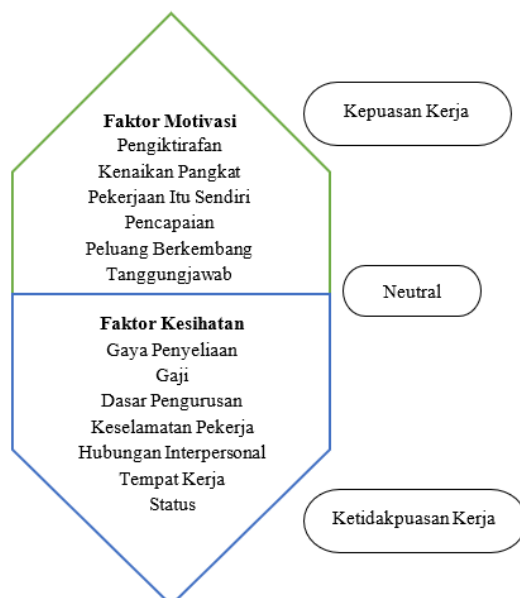 Faktor Motivasi
Pengiktirafan
Kenaikan Pangkat
Pekerjaan Itu Sendiri
Pencapaian
Peluang Berkembang
Tanggungjawab
Kepuasan Kerja
Neutral
Faktor Kesihatan
Gaya Penyeliaan
Gaji
Dasar Pengurusan
Keselamatan Pekerja
Hubungan Interpersonal
Tempat Kerja
Status
Ketidakpuasan Kerja